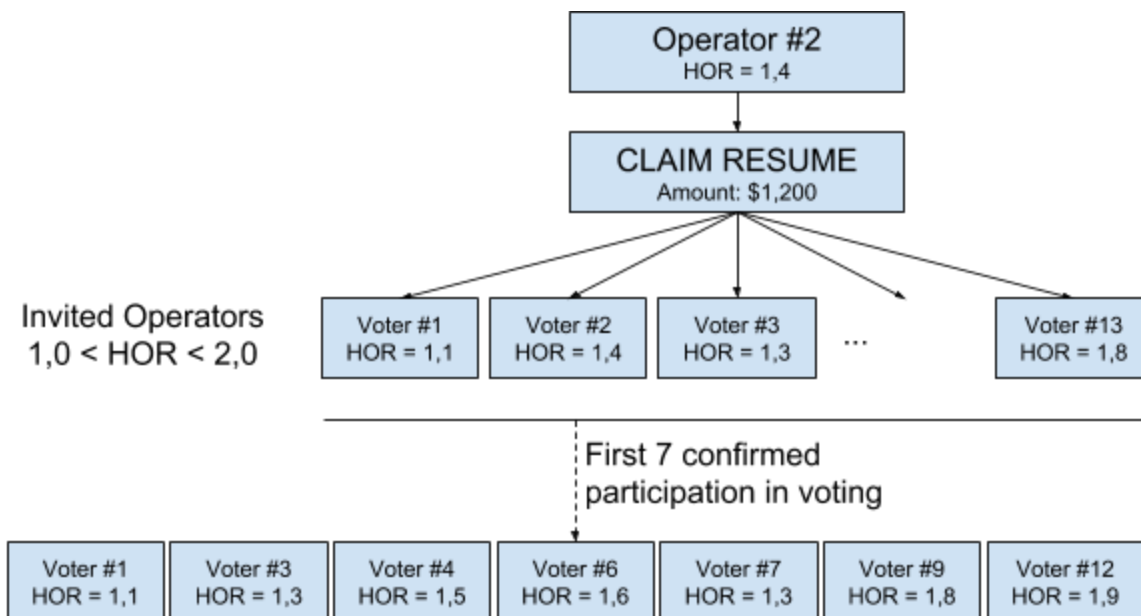 Operator #2
HOR = 1,4
CLAIM RESUME
Amount: $1,200
Invited Operators
1,0 < HOR < 2,0
Voter #1
HOR = 1,1
Voter #2
HOR = 1,4
Voter #3
HOR = 1,3
...
Voter #13
HOR = 1,8
First 7 confirmed
participation in voting
Voter #1
HOR = 1,1
Voter #3
HOR = 1,3
Voter #4
HOR = 1,5
Voter #6
HOR = 1,6
Voter #7
HOR = 1,3
Voter #9
HOR = 1,8
Voter #12
HOR = 1,9